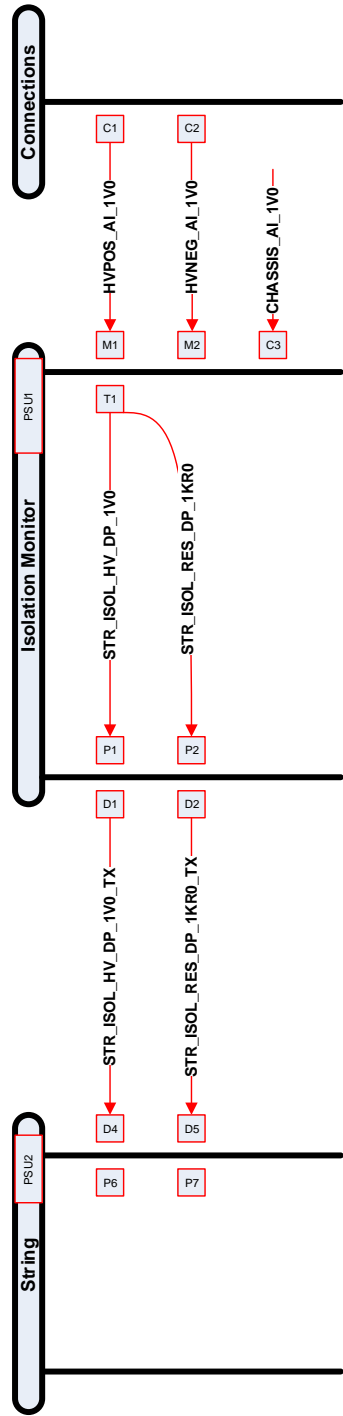 Connections
C1
C2
HVPOS_AI_1V0
HVNEG_AI_1V0
CHASSIS_AI_1V0
M1
M2
C3
PSU1
Isolation Monitor
T1
STR_ISOL_HV_DP_1V0
STR_ISOL_RES_DP_1KR0
P1
P2
D1
D2
STR_ISOL_HV_DP_1V0_TX
STR_ISOL_RES_DP_1KR0_TX
D4
D5
PSU2
String
P6
P7